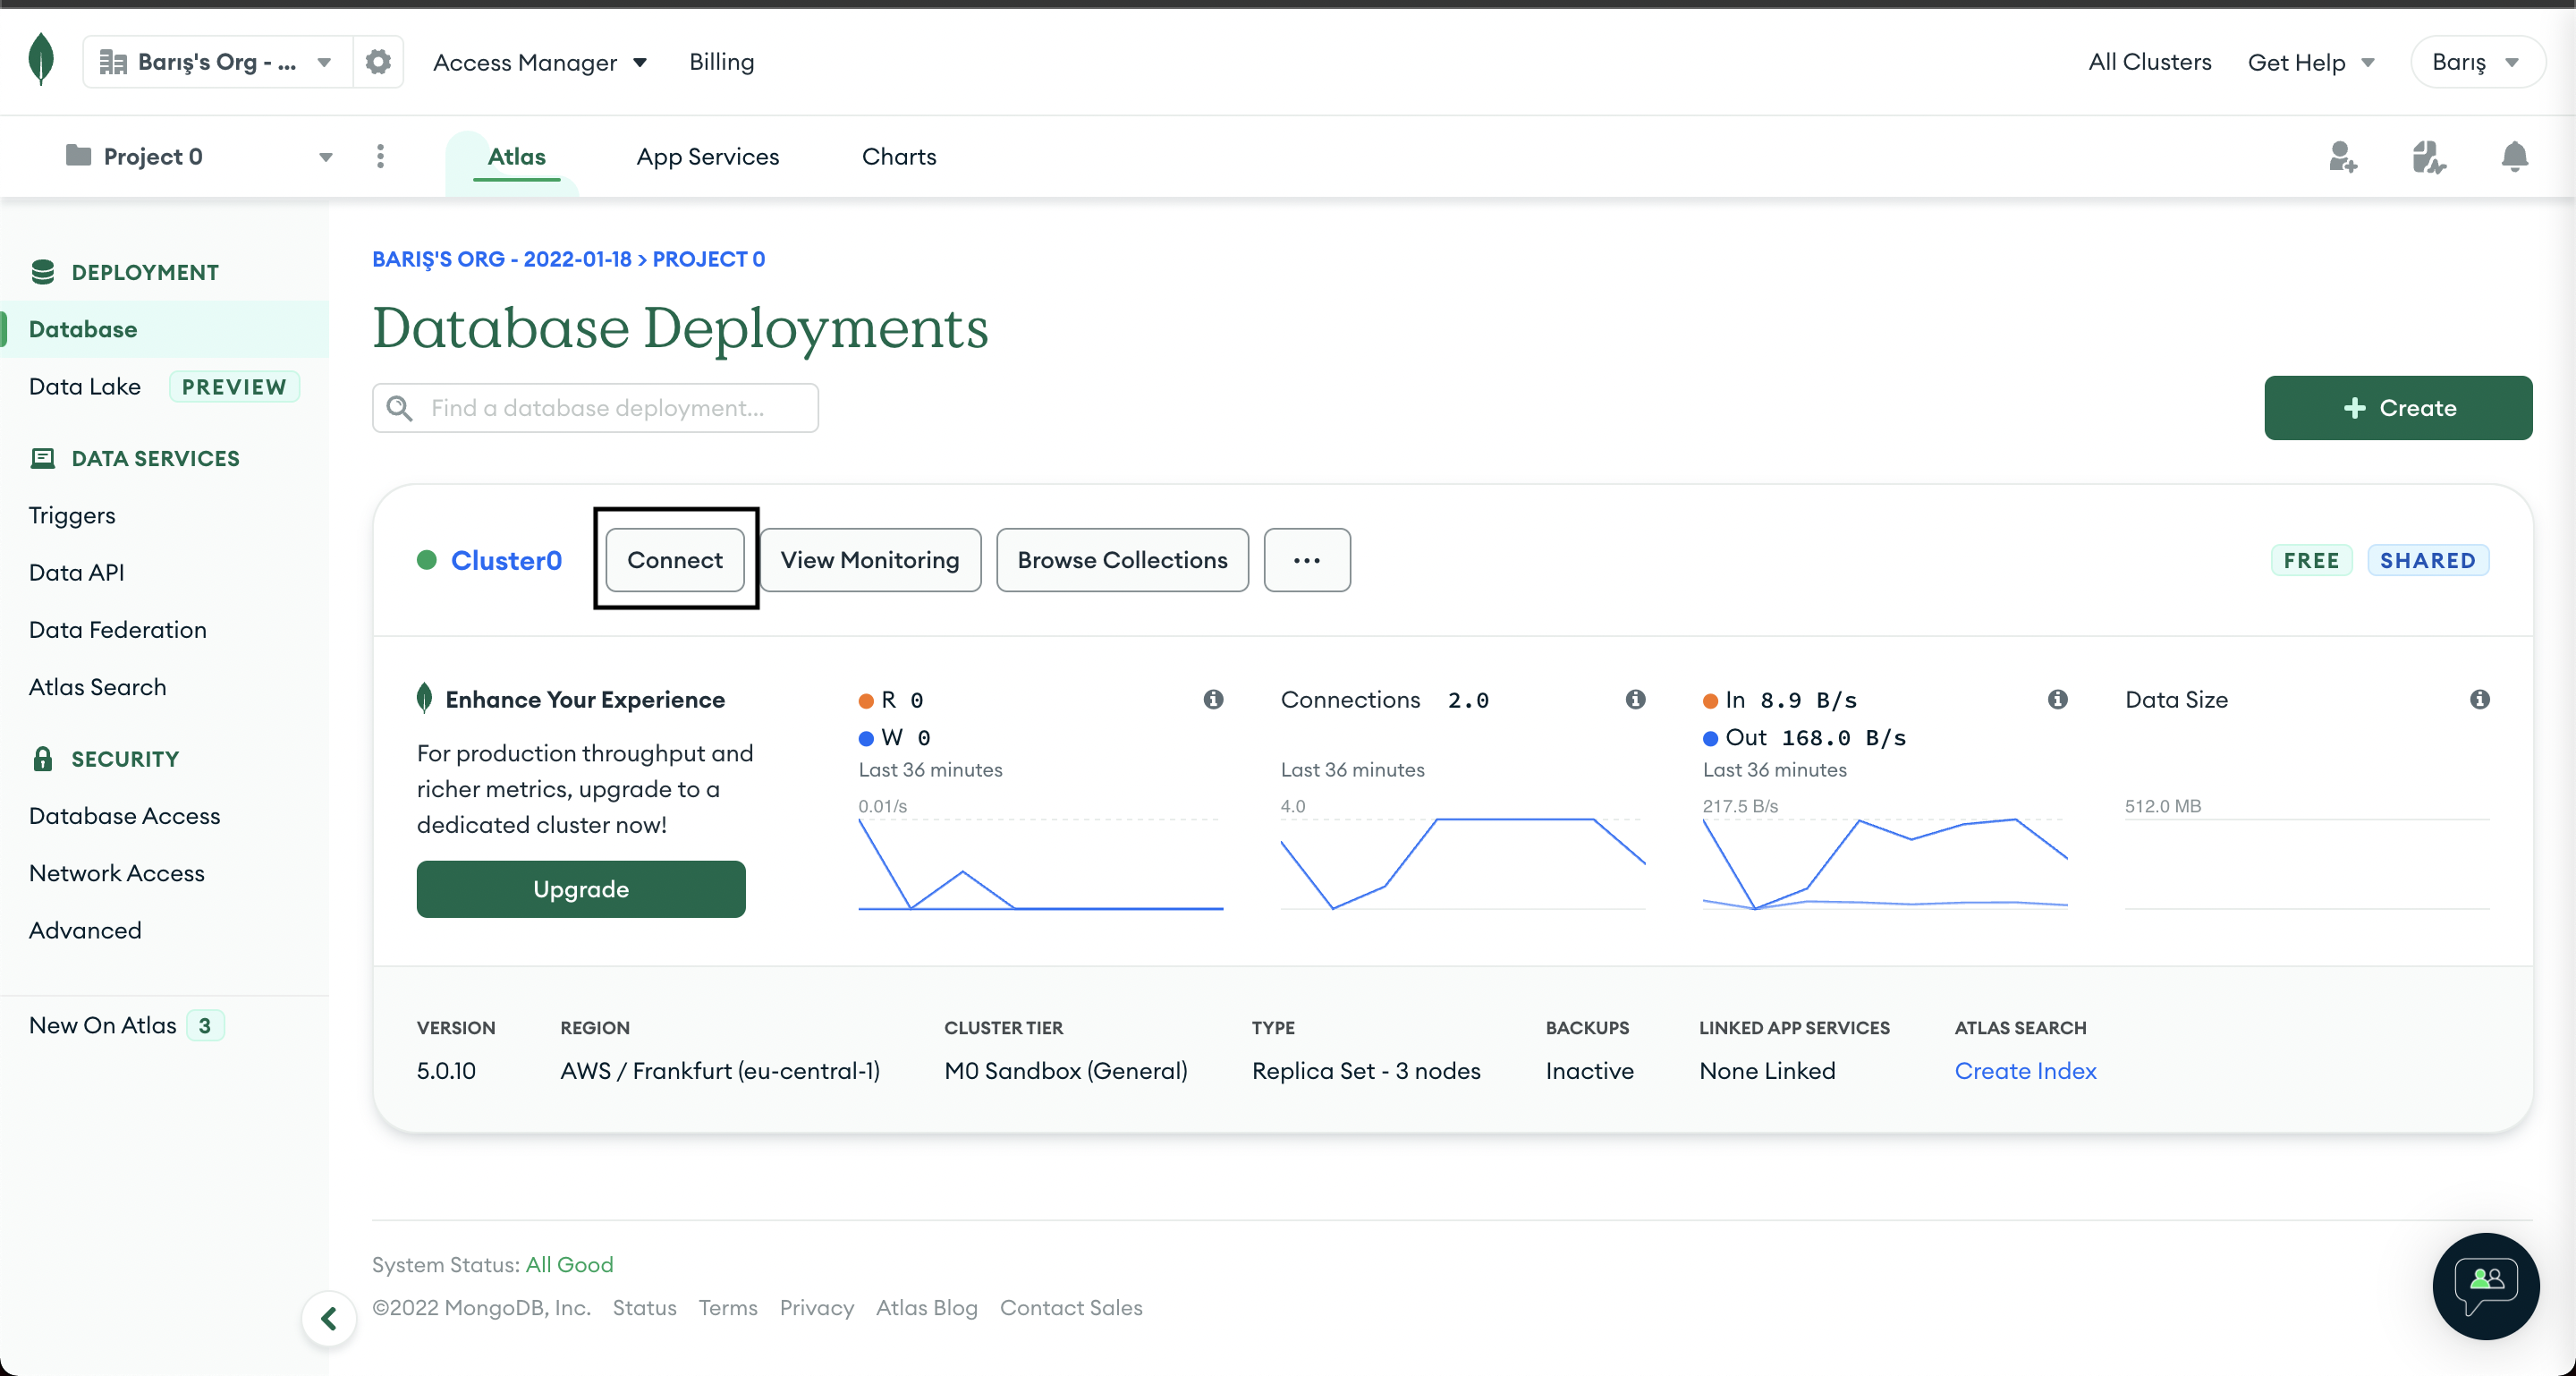 Barış's Org - ...
Access Manager
Billing
All Clusters
Get Help
Barış
Project 0
Atlas
App Services
Charts
DEPLOYMENT
Database
Data Lake PREVIEW
DATA SERVICES
Triggers
Data API
Data Federation
Atlas Search
SECURITY
Database Access
Network Access
Advanced
New On Atlas 3
BARIŞ'S ORG - 2022-01-18 > PROJECT 0
Database Deployments
Find a database deployment...
+ Create
Cluster0
Connect
View Monitoring
Browse Collections
...
FREE
SHARED
Enhance Your Experience
For production throughput and
richer metrics, upgrade to a
dedicated cluster now!
Upgrade
R 0
W 0
Last 36 minutes
0.01/s
Connections 2.0
Last 36 minutes
4.0
In 8.9 B/s
Out 168.0 B/s
Last 36 minutes
217.5 B/s
Data Size
512.0 MB
VERSION
5.0.10
REGION
AWS / Frankfurt (eu-central-1)
CLUSTER TIER
M0 Sandbox (General)
TYPE
Replica Set - 3 nodes
BACKUPS
Inactive
LINKED APP SERVICES
None Linked
ATLAS SEARCH
Create Index
System Status: All Good
©2022 MongoDB, Inc. Status Terms Privacy Atlas Blog Contact Sales